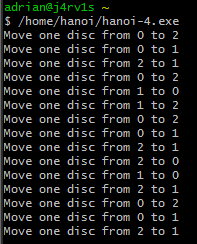 adrian@j4rv1s ~
$ /home/hanoi/hanoi-4.exe
Move one disc from 0 to 2
Move one disc from 0 to 1
Move one disc from 2 to 1
Move one disc from 0 to 2
Move one disc from 1 to 0
Move one disc from 1 to 2
Move one disc from 0 to 2
Move one disc from 0 to 1
Move one disc from 2 to 1
Move one disc from 2 to 0
Move one disc from 1 to 0
Move one disc from 2 to 1
Move one disc from 0 to 2
Move one disc from 0 to 1
Move one disc from 2 to 1